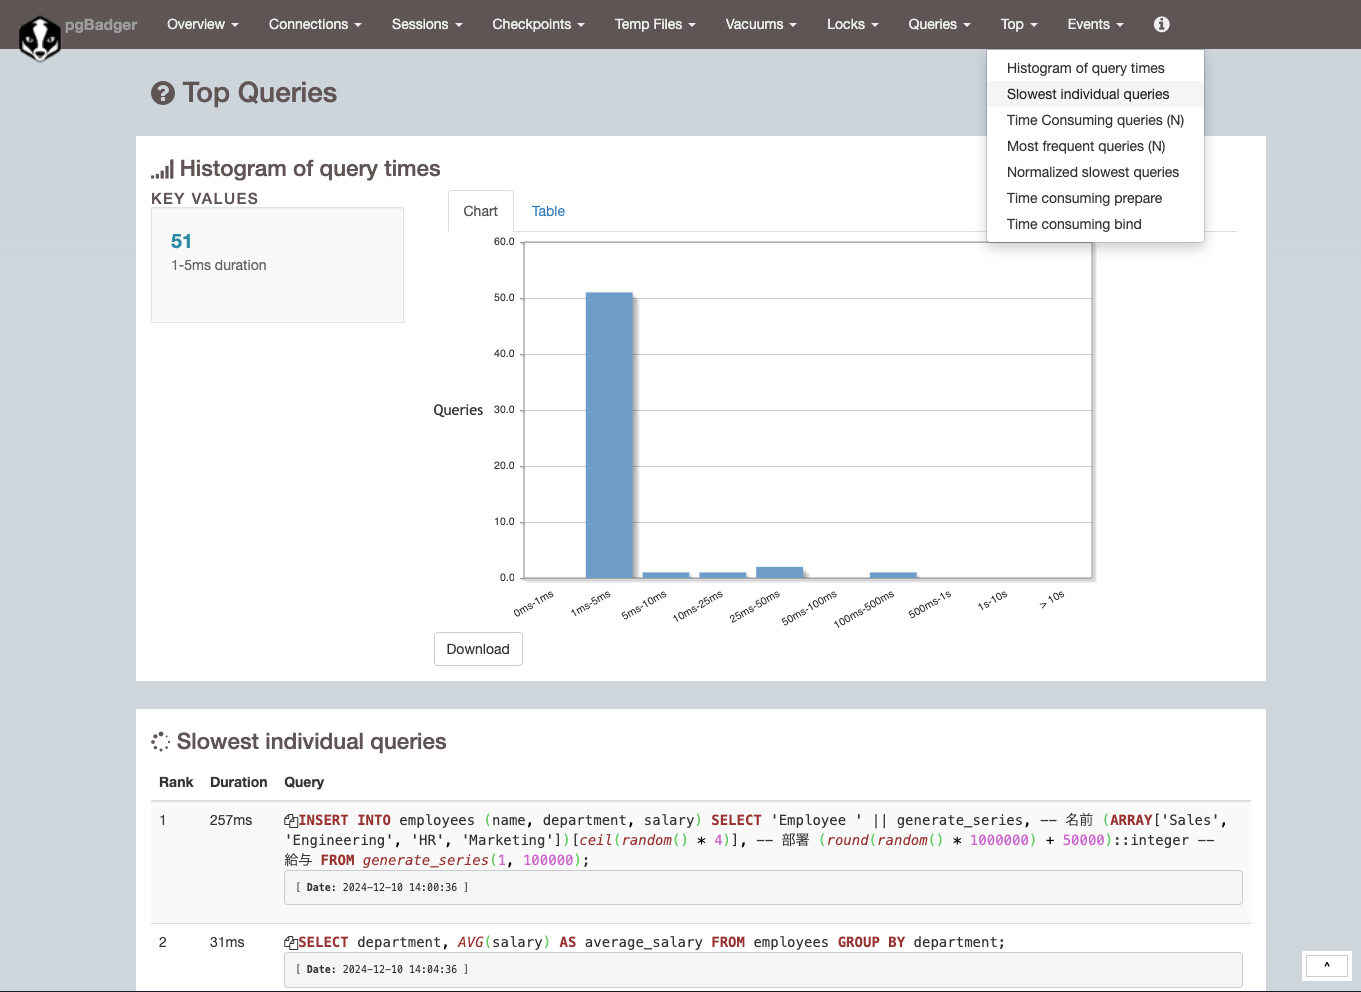 pgBadger
Overview
Connections
Sessions
Checkpoints
Temp Files
Vacuums
Locks
Queries
Top
Events
Histogram of query times
Slowest individual queries
Time Consuming queries (N)
Most frequent queries (N)
Normalized slowest queries
Time consuming prepare
Time consuming bind
Top Queries
Histogram of query times
KEY VALUES
51
1-5ms duration
Chart
Table
60.0
50.0
40.0
30.0
20.0
10.0
0.0
Queries
0ms-1ms
1ms-5ms
5ms-10ms
10ms-25ms
25ms-50ms
50ms-100ms
100ms-500ms
500ms-1s
1s-10s
> 10s
Download
Slowest individual queries
Rank Duration Query
1 257ms INSERT INTO employees (name, department, salary) SELECT 'Employee ' || generate_series, -- 名前 (ARRAY['Sales',
'Engineering', 'HR', 'Marketing'])[ceil(random() * 4)], -- 部署 (round(random() * 1000000) + 50000)::integer --
給与 FROM generate_series(1, 100000);
[ Date: 2024-12-10 14:00:36 ]
2 31ms SELECT department, AVG(salary) AS average_salary FROM employees GROUP BY department;
[ Date: 2024-12-10 14:04:36 ]
^